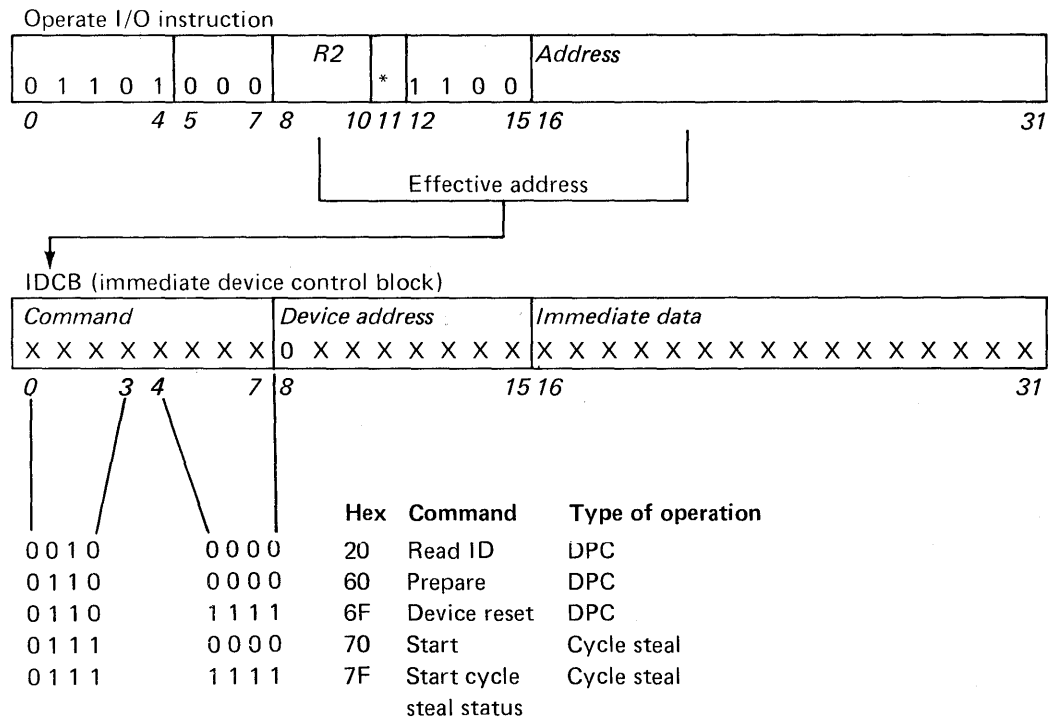 Operate I/O instruction
R2 Address
0 1 1 0 1 0 0 0 * 1 1 0 0
0 4 5 7 8 10 11 12 15 16 31
Effective address
IDCB (immediate device control block)
Command Device address Immediate data
X X X X X X X X 0 X X X X X X X X X X X X X X X X X X X X X X X
0 3 4 7 8 15 16 31
Hex Command Type of operation
0 0 1 0 0 0 0 0 20 Read ID DPC
0 1 1 0 0 0 0 0 60 Prepare DPC
0 1 1 0 1 1 1 1 6F Device reset DPC
0 1 1 1 0 0 0 0 70 Start Cycle steal
0 1 1 1 1 1 1 1 7F Start cycle Cycle steal
steal status